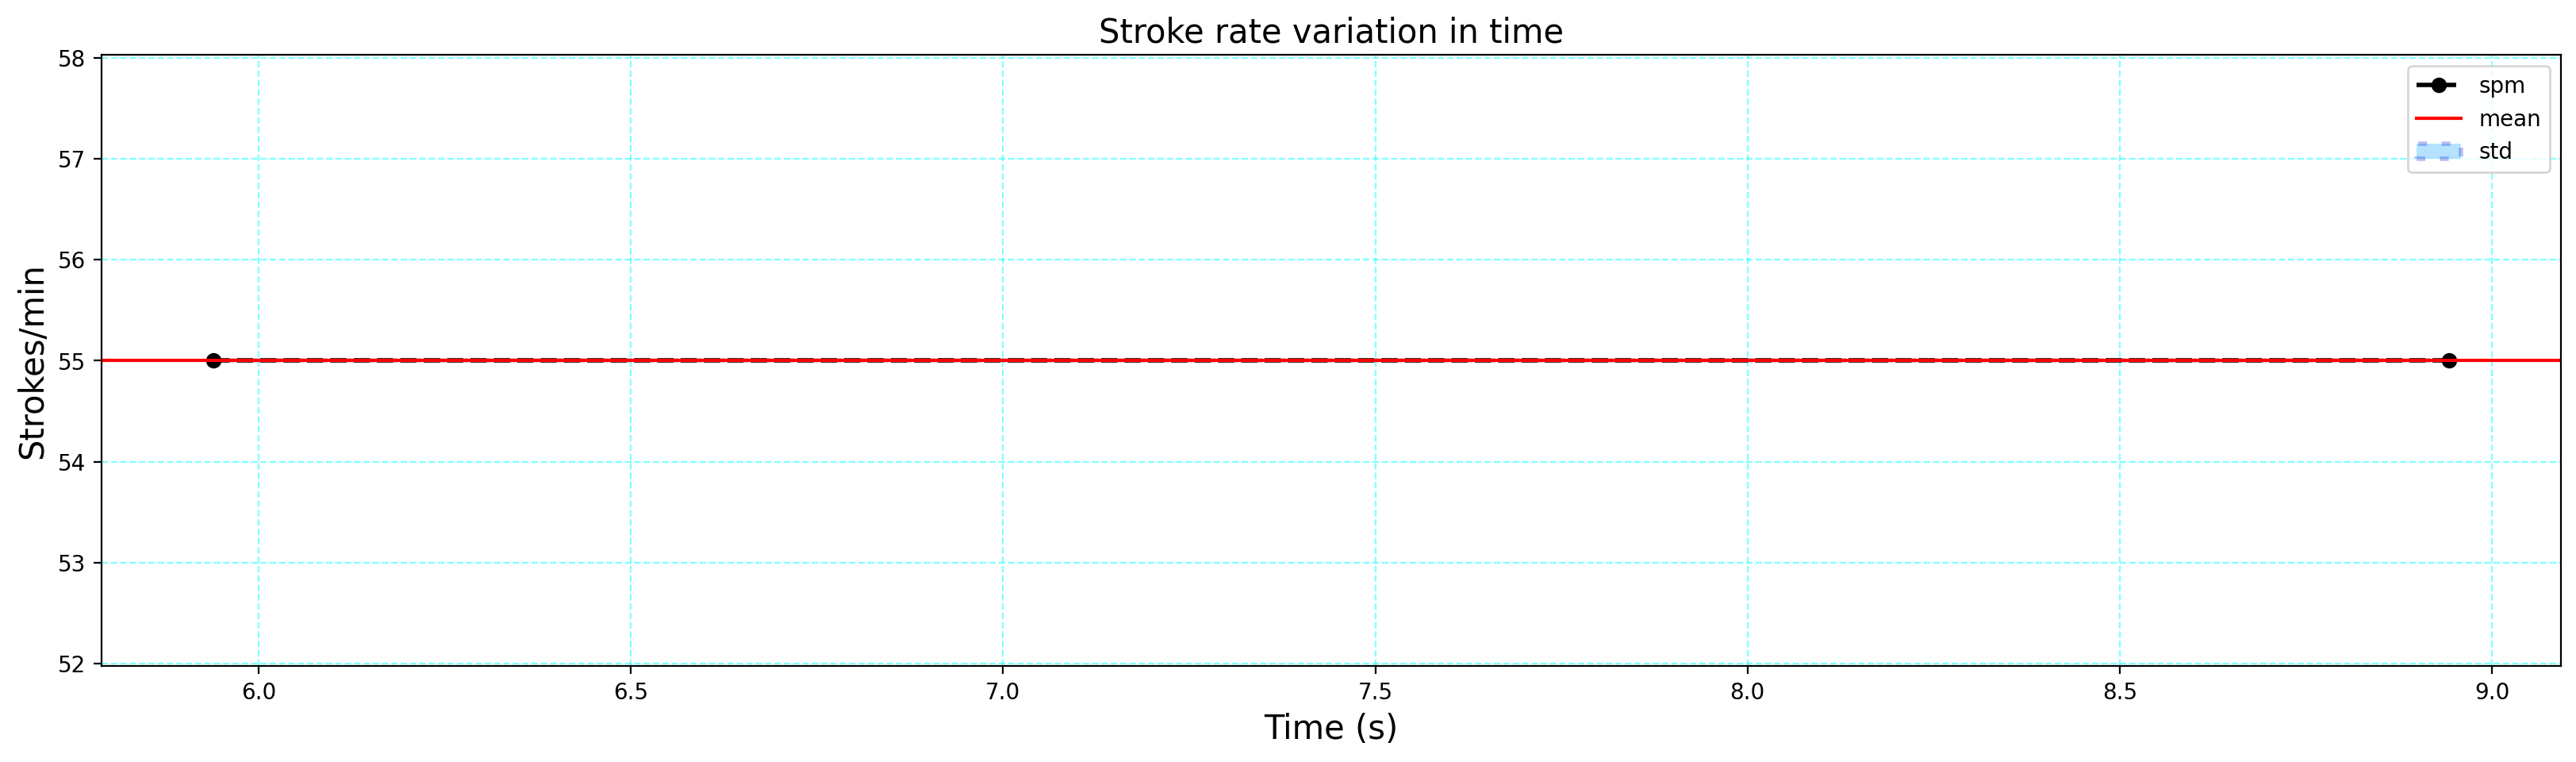 Stroke rate variation in time
58
57
56
55
54
53
52
Strokes/min
spm
mean
std
6.0 6.5 7.0 7.5 8.0 8.5 9.0
Time (s)